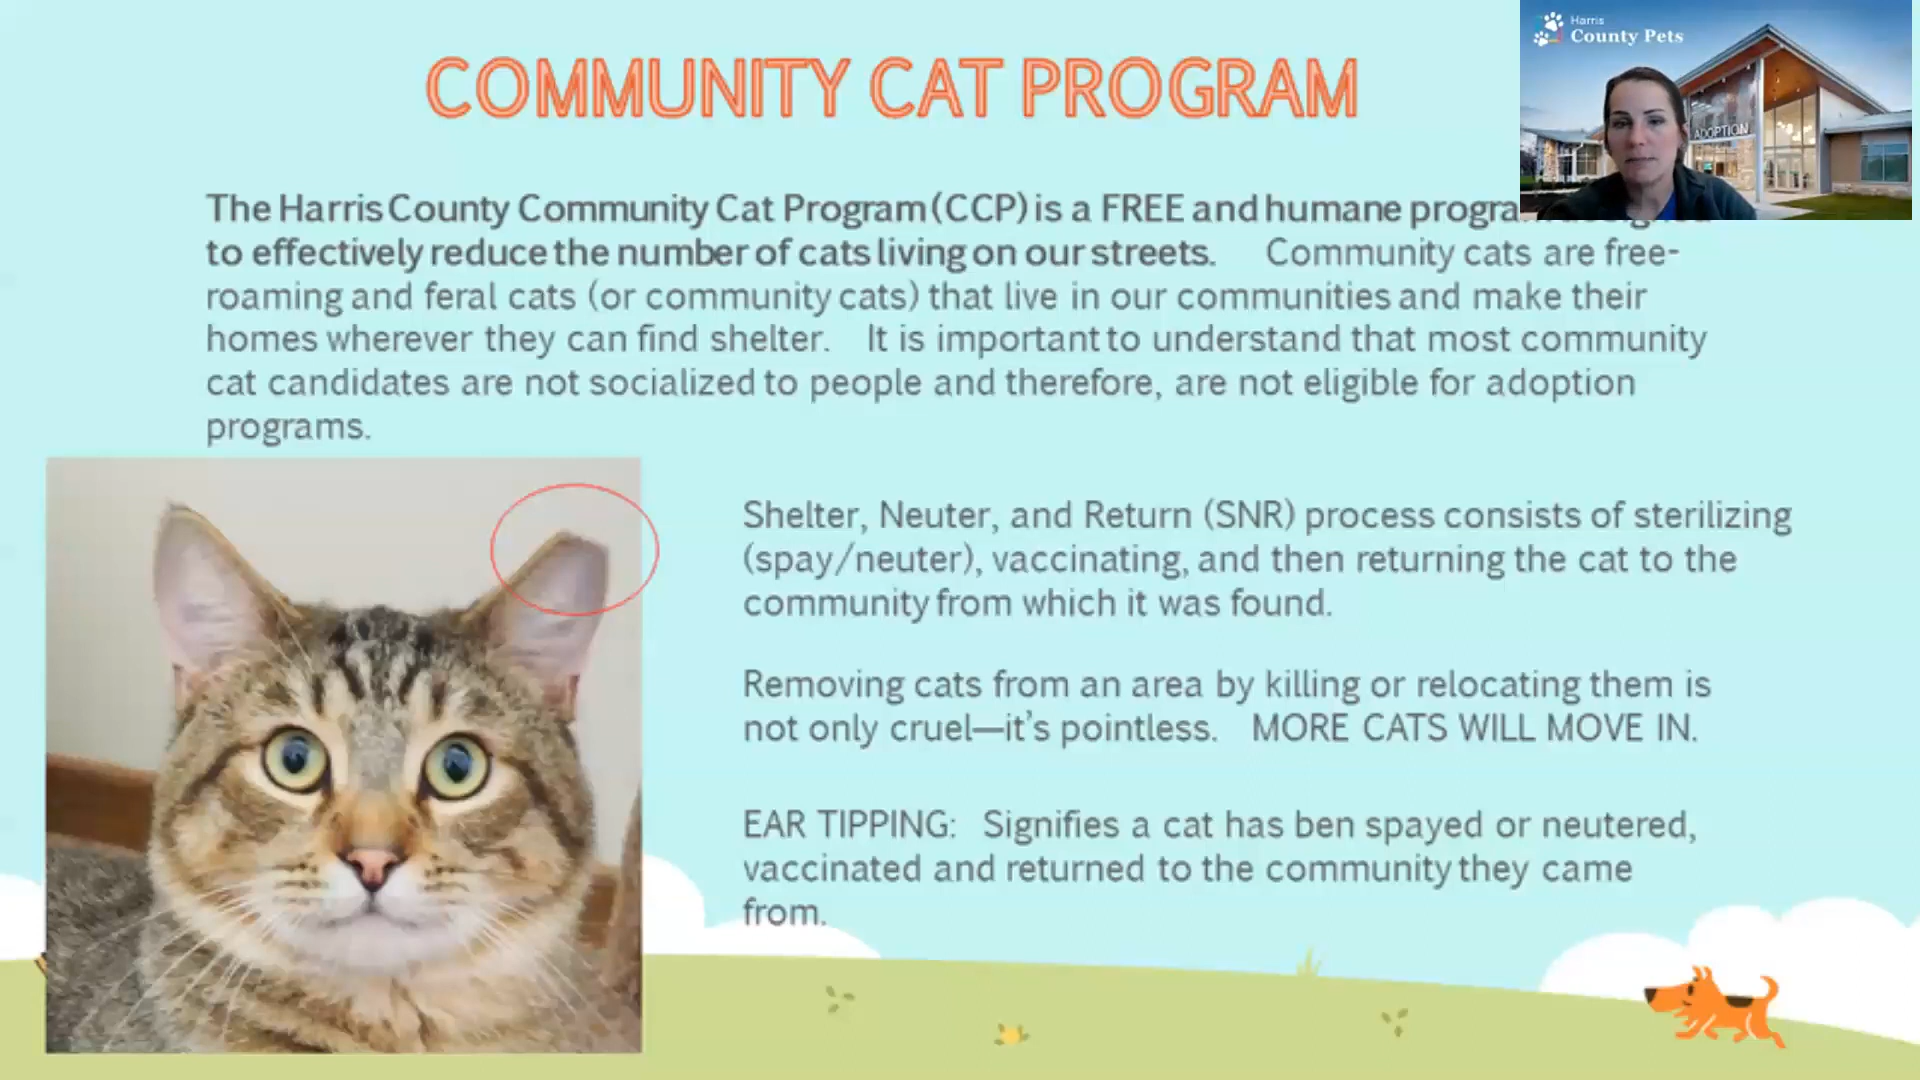 COMMUNITY CAT PROGRAM
Harris
County Pets
ADOPTION
The Harris County Community Cat Program (CCP) is a FREE and humane
to effectively reduce the number of cats living on our streets. Community cats are free-
roaming and feral cats (or community cats) that live in our communities and make their
homes wherever they can find shelter. It is important to understand that most community
cat candidates are not socialized to people and therefore, are not eligible for adoption
programs.
Shelter, Neuter, and Return (SNR) process consists of sterilizing
(spay/neuter), vaccinating, and then returning the cat to the
community from which it was found.
Removing cats from an area by killing or relocating them is
not only cruel—it's pointless. MORE CATS WILL MOVE IN.
EAR TIPPING: Signifies a cat has ben spayed or neutered,
vaccinated and returned to the community they came
from.